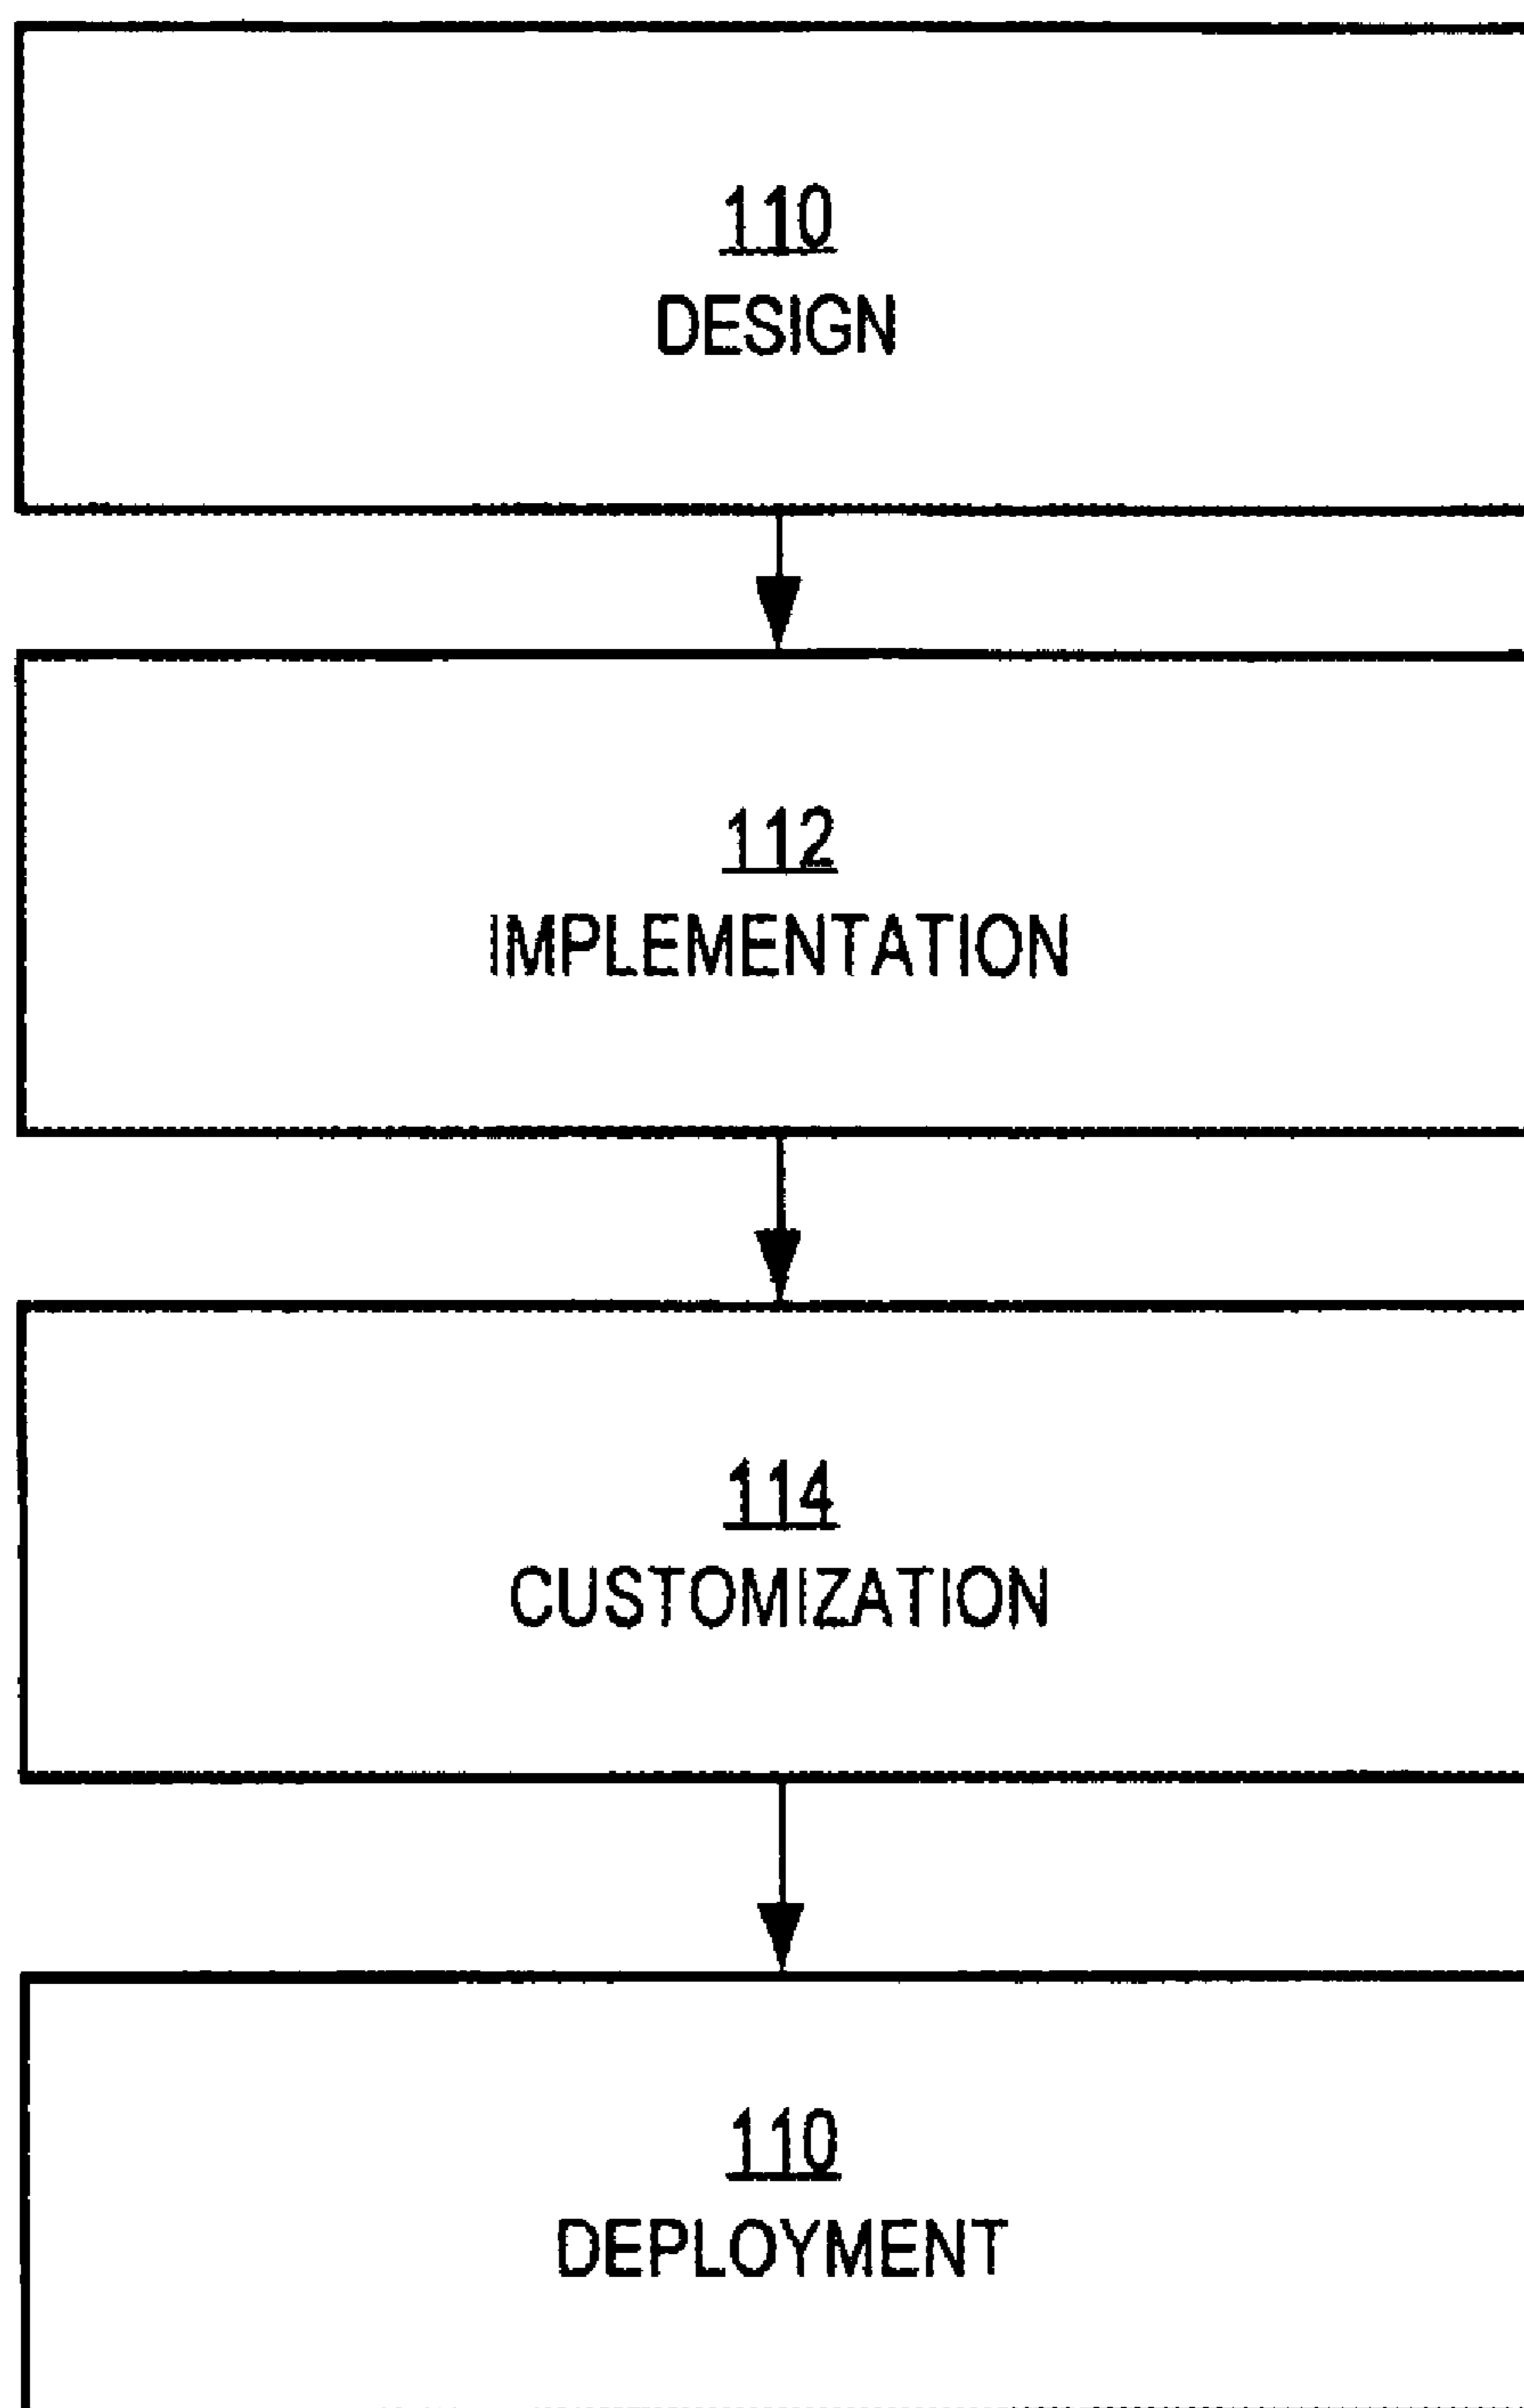 110
DESIGN
112
IMPLEMENTATION
114
CUSTOMIZATION
110
DEPLOYMENT